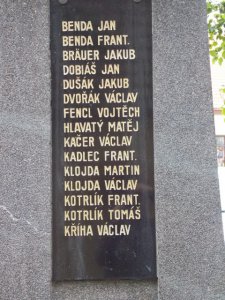 BENDA JAN
BENDA FRANT.
BRÄUER JAKUB
DOBIÁŠ JAN
DUŠÁK JAKUB
DVOŘÁK VÁCLAV
FENCL VOJTĚCH
HLAVATÝ MATĚJ
KAČER VÁCLAV
KADLEC FRANT.
KLOJDA MARTIN
KLOJDA VÁCLAV
KOTRLÍK FRANT.
KOTRLÍK TOMÁŠ
KŘÍHA VÁCLAV